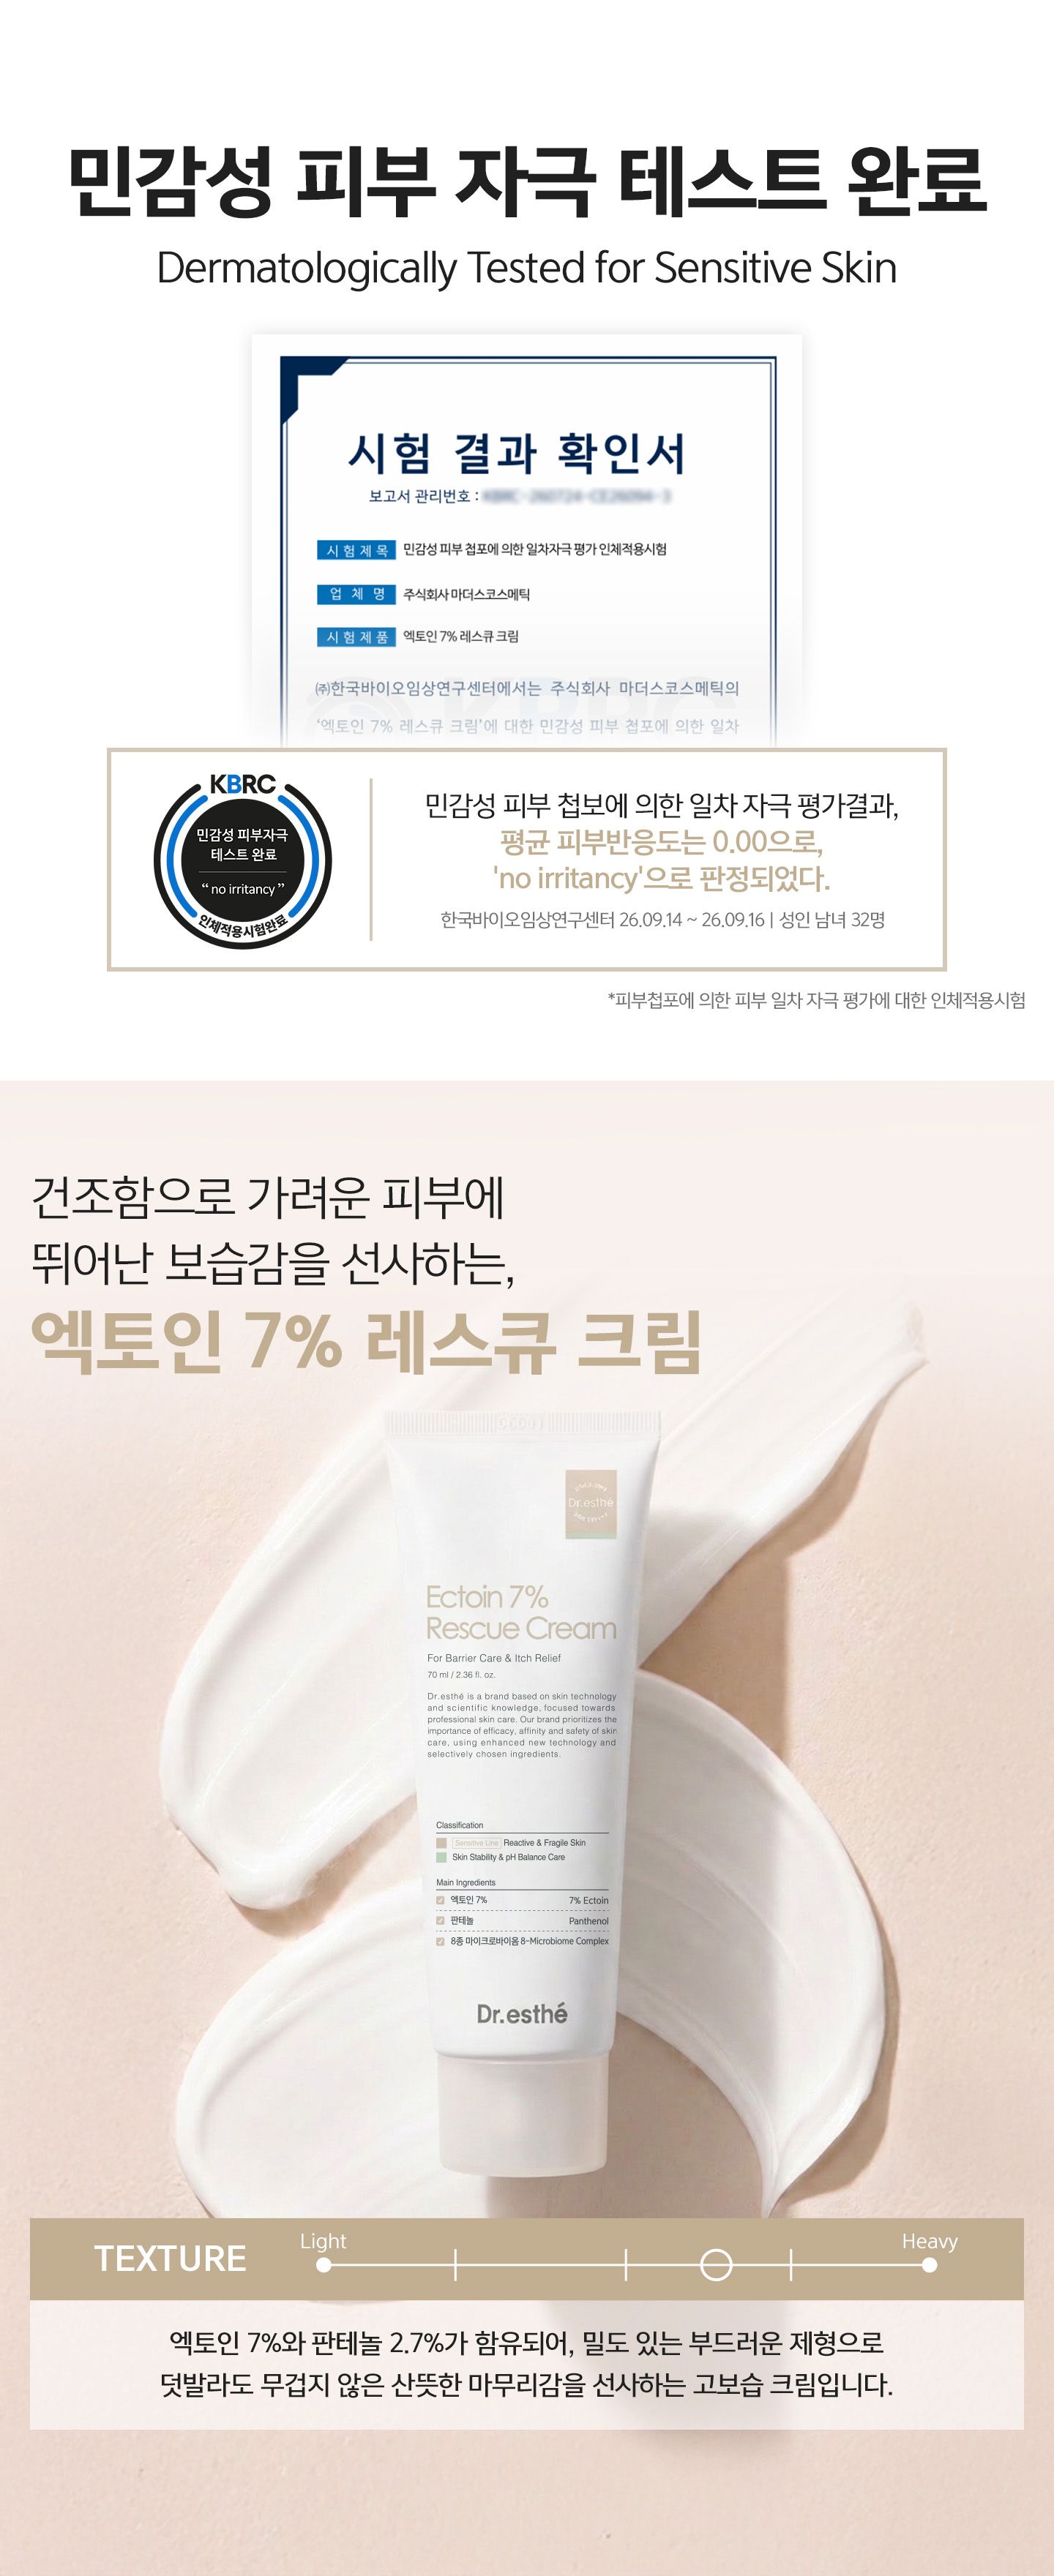 민감성 피부 자극 테스트 완료
Dermatologically Tested for Sensitive Skin
시험 결과 확인서
보고서 관리번호 :
시험제목 민감성 피부 첩포에 의한 일차자극 평가 인체적용시험
업 체 명 주식회사 마더스코스메틱
시험제품 엑토인 7% 레스큐 크림
㈜한국바이오임상연구센터에서는 주식회사 마더스코스메틱의
‘엑토인 7% 레스큐 크림’에 대한 민감성 피부 첩포에 의한 일차
KBRC
민감성 피부자극
테스트 완료
“ no irritancy ”
인체적용시험완료
민감성 피부 첩보에 의한 일차 자극 평가결과,
평균 피부반응도는 0.00으로,
'no irritancy'으로 판정되었다.
한국바이오임상연구센터 26.09.14 ~ 26.09.16 | 성인 남녀 32명
*피부첩포에 의한 피부 일차 자극 평가에 대한 인체적용시험
건조함으로 가려운 피부에
뛰어난 보습감을 선사하는,
엑토인 7% 레스큐 크림
Dr.esthé
Ectoin 7%
Rescue Cream
For Barrier Care & Itch Relief
70 ml / 2.36 fl. oz.
Dr.esthé is a brand based on skin technology
and scientific knowledge, focused towards
professional skin care. Our brand prioritizes the
importance of efficacy, affinity and safety of skin
care, using enhanced new technology and
selectively chosen ingredients.
Classification
Sensitive Line Reactive & Fragile Skin
Skin Stability & pH Balance Care
Main Ingredients
엑토인 7% 7% Ectoin
판테놀 Panthenol
8종 마이크로바이옴 8-Microbiome Complex
Dr.esthé
TEXTURE
Light
Heavy
엑토인 7%와 판테놀 2.7%가 함유되어, 밀도 있는 부드러운 제형으로
덧발라도 무겁지 않은 산뜻한 마무리감을 선사하는 고보습 크림입니다.